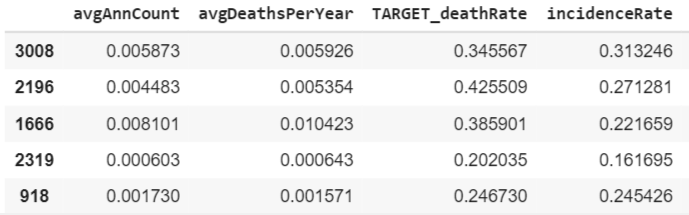 avgAnnCount avgDeathsPerYear TARGET_deathRate incidenceRate
3008 0.005873 0.005926 0.345567 0.313246
2196 0.004483 0.005354 0.425509 0.271281
1666 0.008101 0.010423 0.385901 0.221659
2319 0.000603 0.000643 0.202035 0.161695
918 0.001730 0.001571 0.246730 0.245426